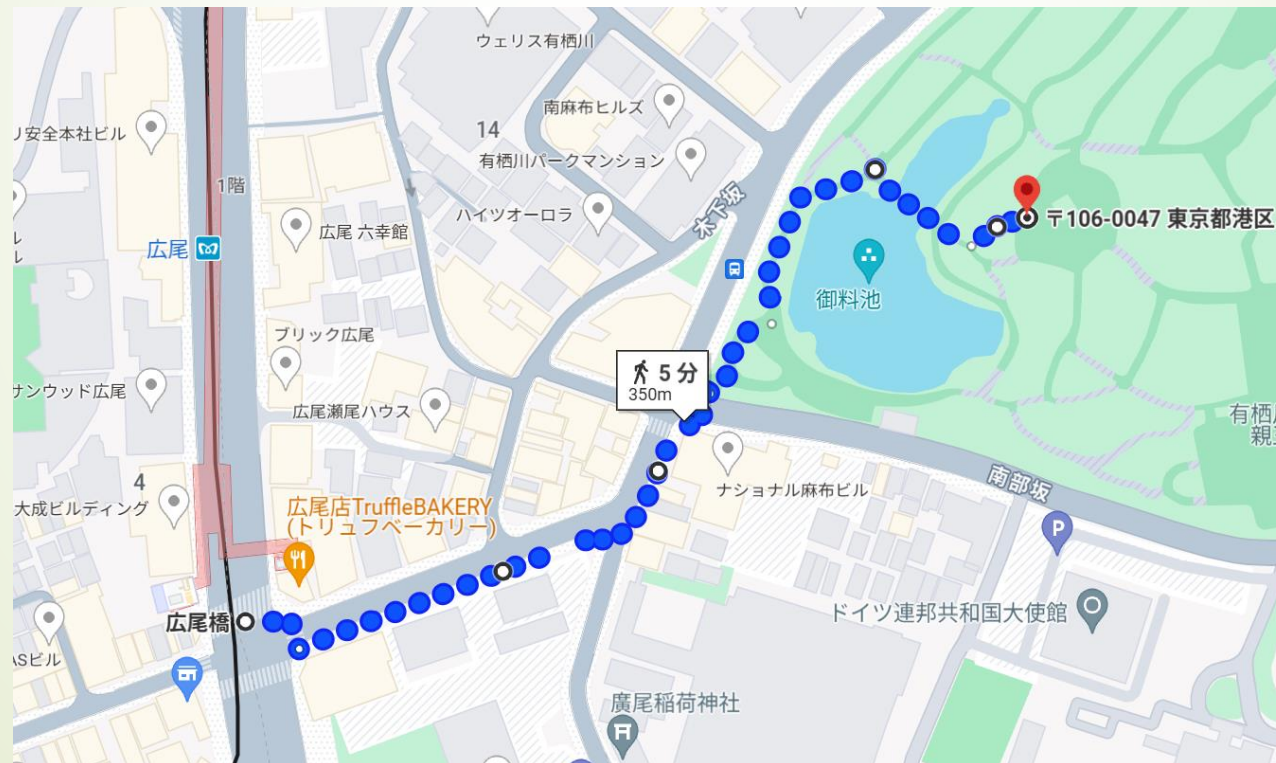 ウェリス有栖川
南麻布ヒルズ
リ安全本社ビル
14
有栖川パークマンション
1階
ハイツオーロラ
木下坂
広尾 六幸館
広尾
〒106-0047 東京都港区
御料池
ブリック広尾
5 分
350m
サンウッド広尾
広尾瀬尾ハウス
有栖
親王
4
大成ビルディング
ナショナル麻布ビル
南部坂
広尾店TruffleBAKERY
(トリュフベーカリー)
P
ドイツ連邦共和国大使館
広尾橋
ASビル
廣尾稲荷神社